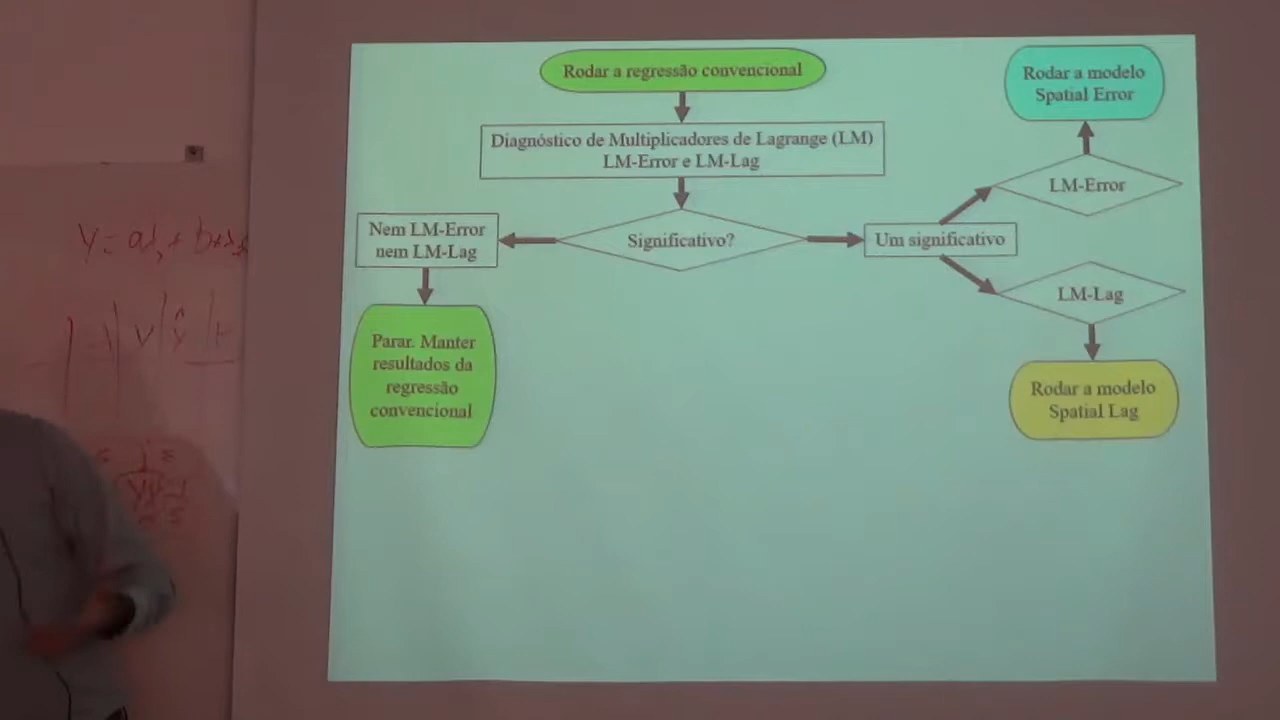 Rodar a regressão convencional
Diagnóstico de Multiplicadores de Lagrange (LM)
LM-Error e LM-Lag
Significativo?
Nem LM-Error
nem LM-Lag
Parar. Manter
resultados da
regressão
convencional
Um significativo
LM-Error
Rodar a modelo
Spatial Error
LM-Lag
Rodar a modelo
Spatial Lag